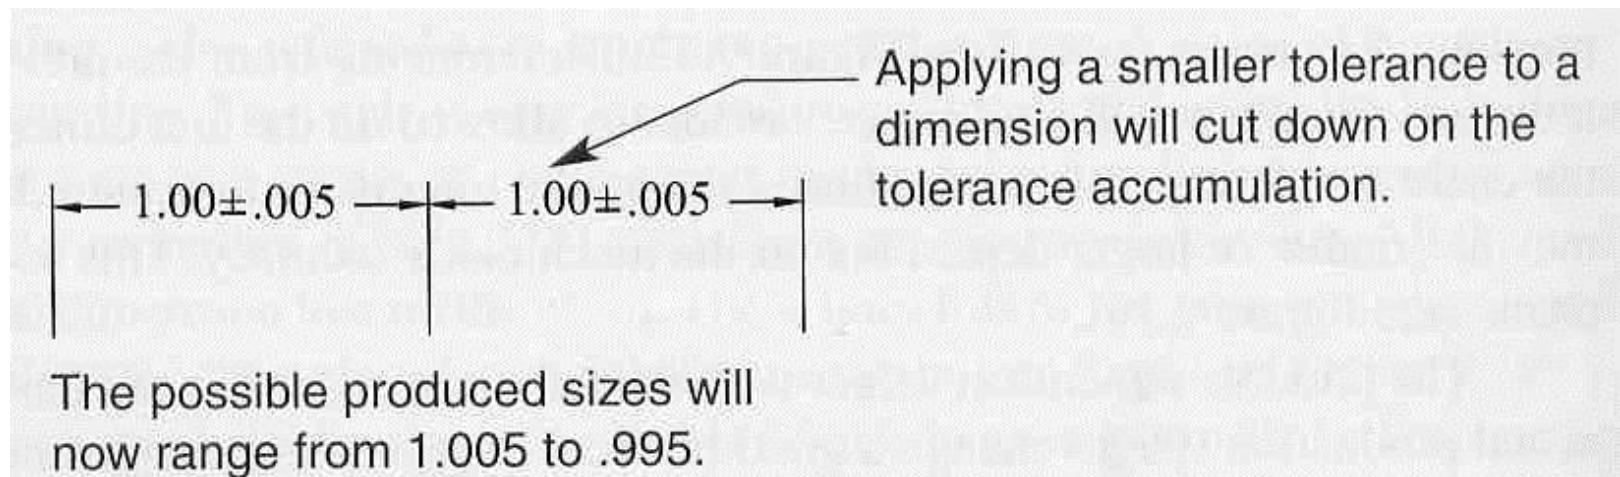 Applying a smaller tolerance to a
dimension will cut down on the
tolerance accumulation.
1.00±.005 1.00±.005
The possible produced sizes will
now range from 1.005 to .995.